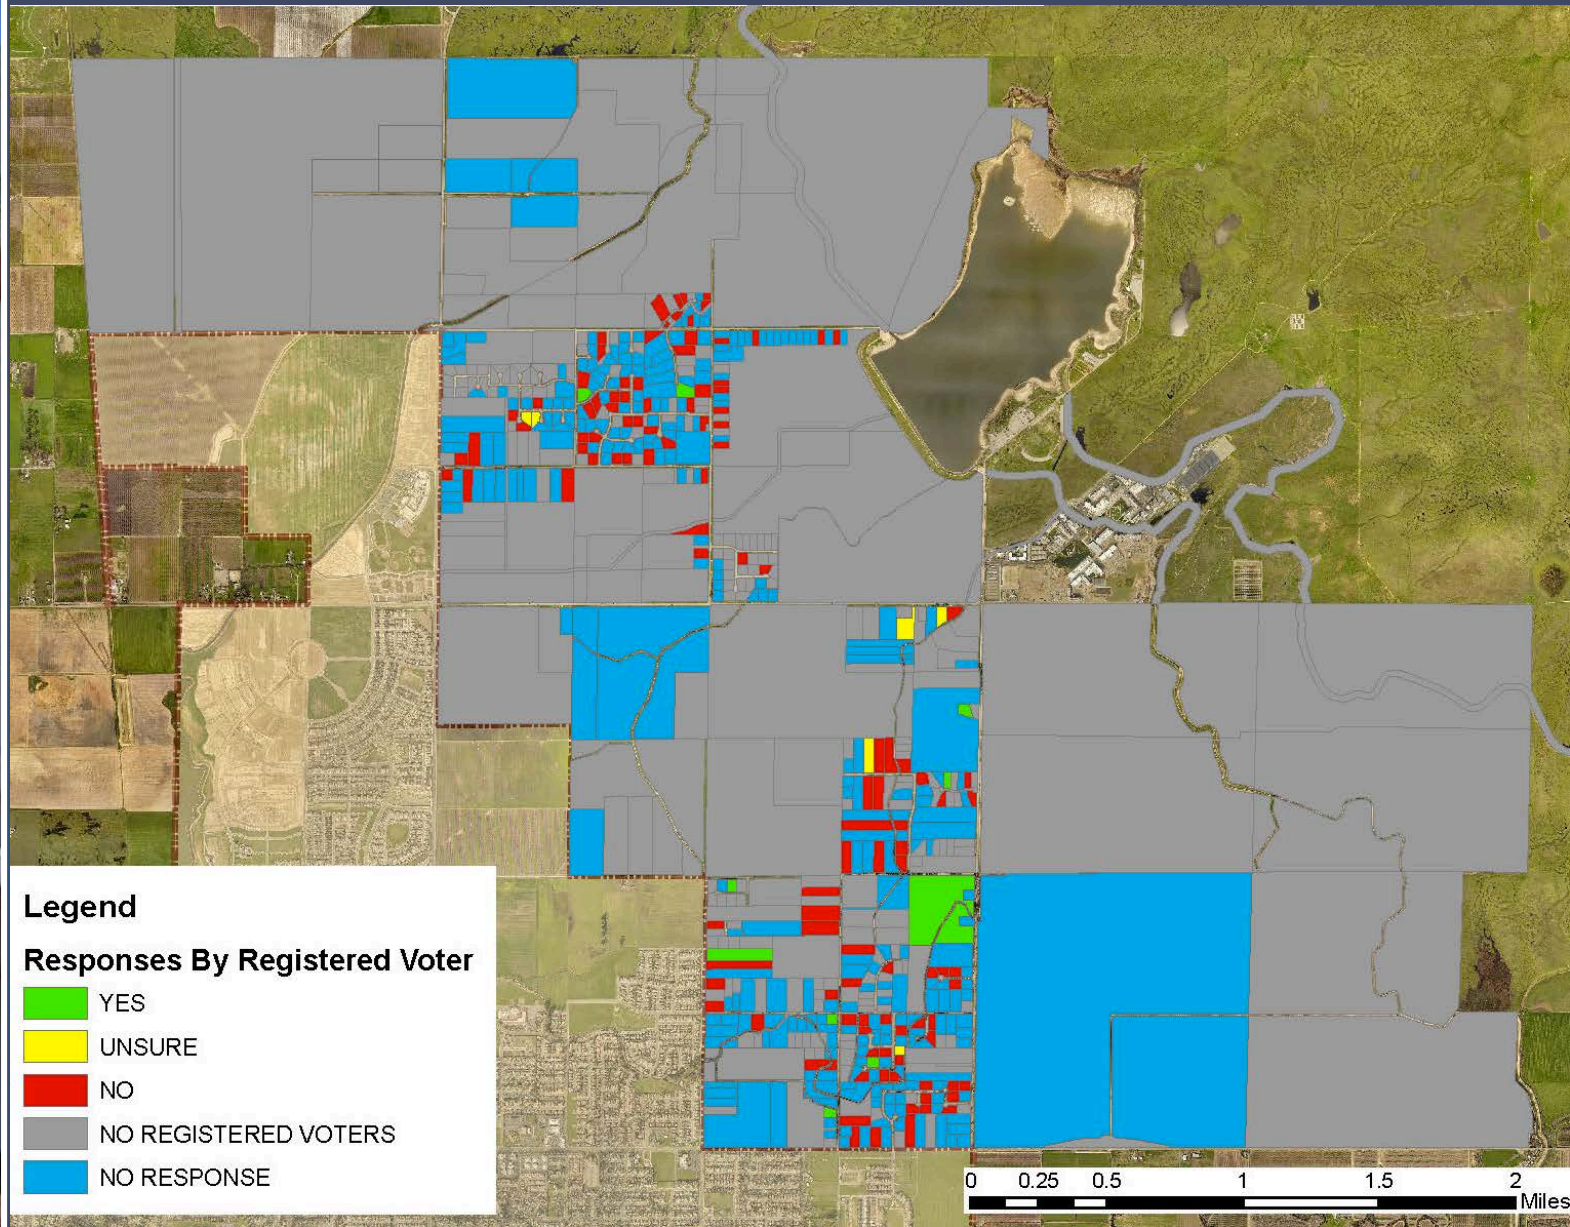 Legend
Responses By Registered Voter
YES
UNSURE
NO
NO REGISTERED VOTERS
NO RESPONSE
0 0.25 0.5 1 1.5 2
Miles